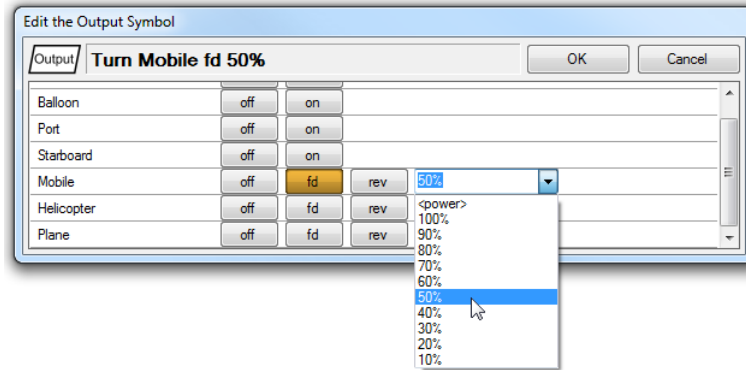 Edit the Output Symbol
Output Turn Mobile fd 50% OK Cancel
Balloon off on
Port off on
Starboard off on
Mobile off fd rev 50%
Helicopter off fd rev
Plane off fd rev
<power>
100%
90%
80%
70%
60%
50%
40%
30%
20%
10%